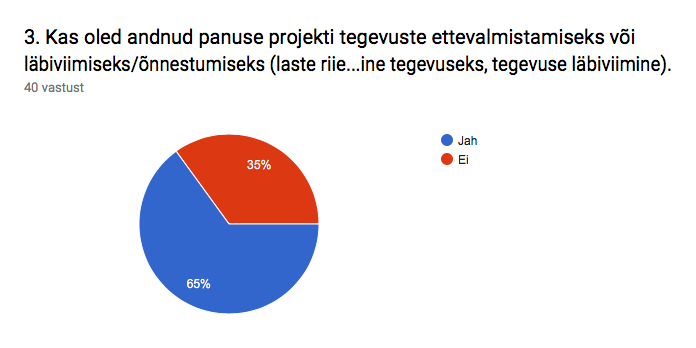 3. Kas oled andnud panuse projekti tegevuste ettevalmistamiseks või
läbiviimiseks/õnnestumiseks (laste riie...ine tegevuseks, tegevuse läbiviimine).
40 vastust
Jah
Ei
35%
65%